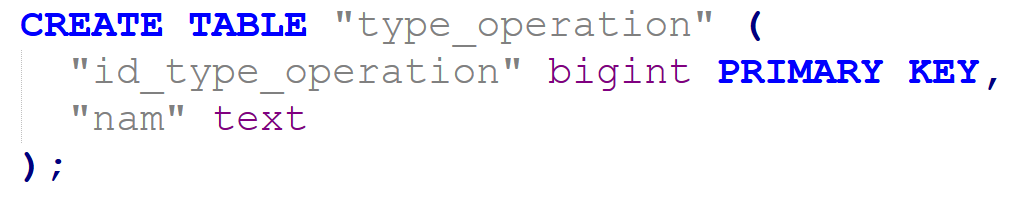 CREATE TABLE "type_operation" (
"id_type_operation" bigint PRIMARY KEY,
"nam" text
);